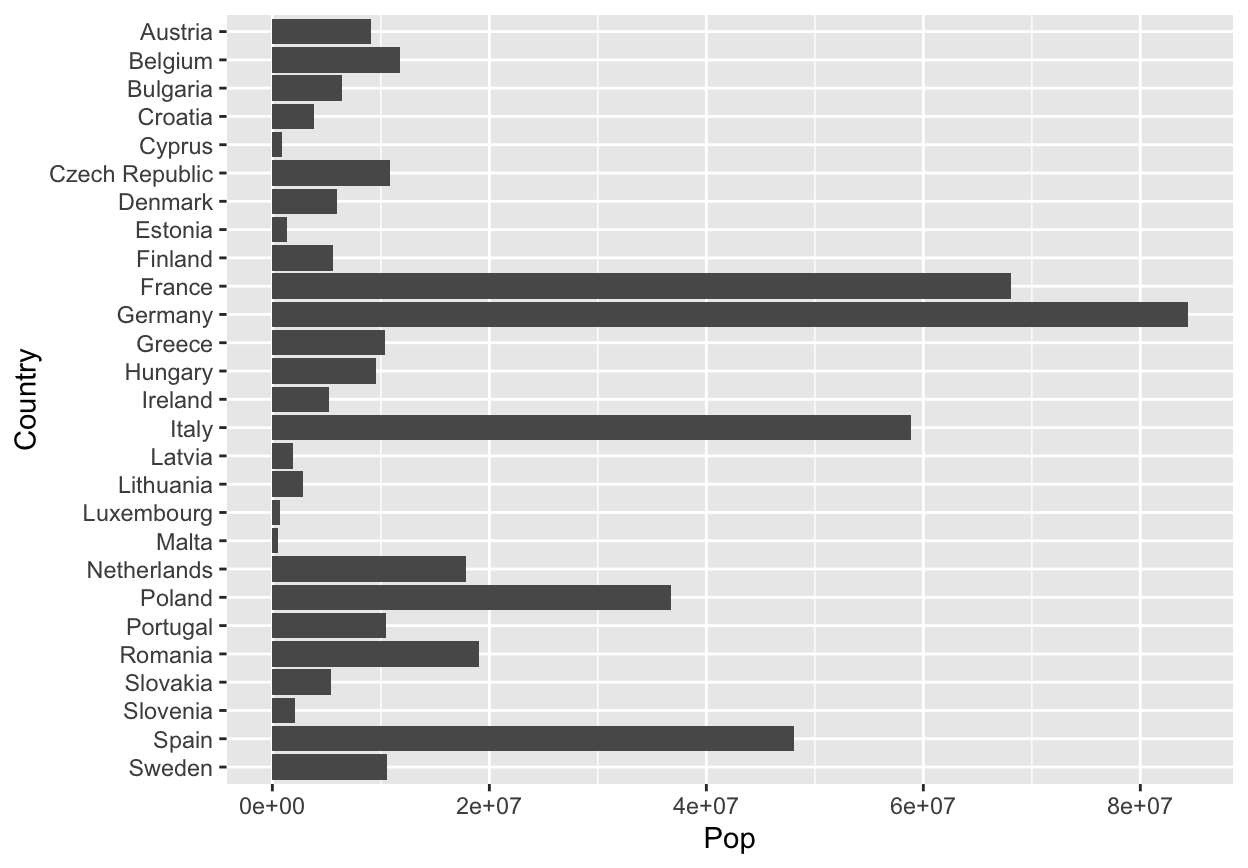 Austria
Belgium
Bulgaria
Croatia
Cyprus
Czech Republic
Denmark
Estonia
Finland
France
Germany
Greece
Hungary
Ireland
Italy
Latvia
Lithuania
Luxembourg
Malta
Netherlands
Poland
Portugal
Romania
Slovakia
Slovenia
Spain
Sweden
Country
0e+00 2e+07 4e+07 6e+07 8e+07
Pop